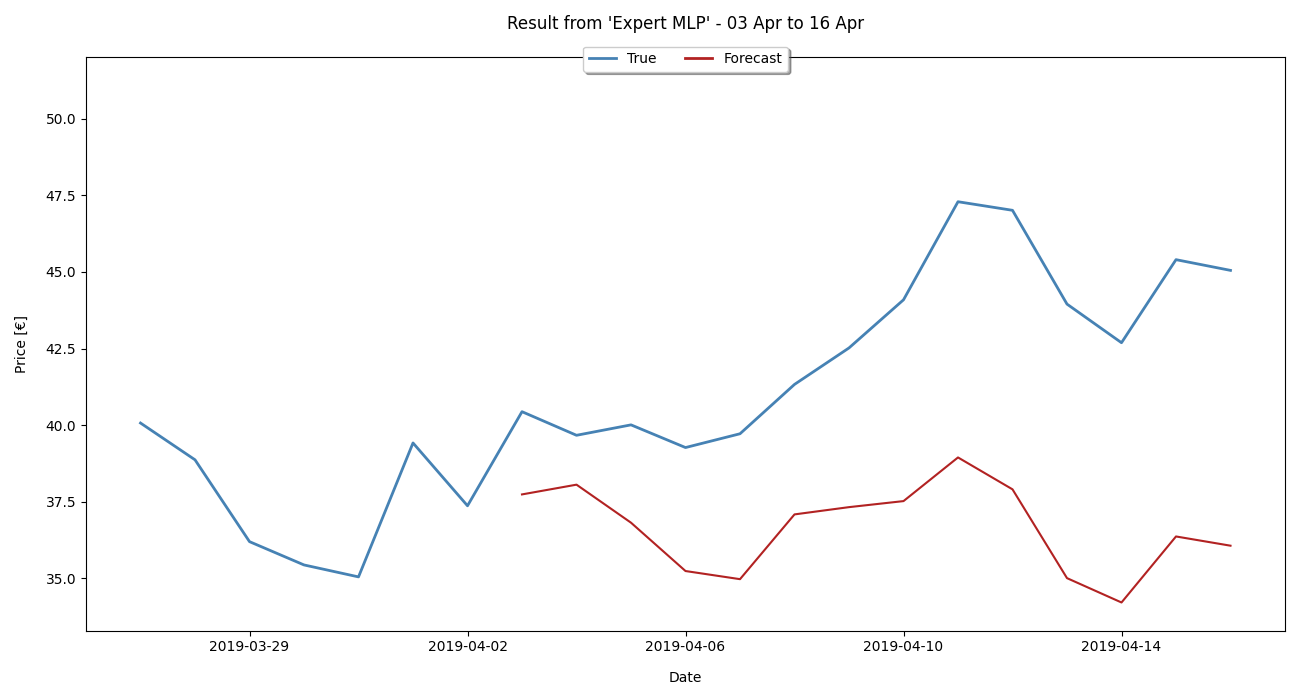 Result from 'Expert MLP' - 03 Apr to 16 Apr
True Forecast
50.0
47.5
45.0
42.5
40.0
37.5
35.0
Price [€]
2019-03-29 2019-04-02 2019-04-06 2019-04-10 2019-04-14
Date